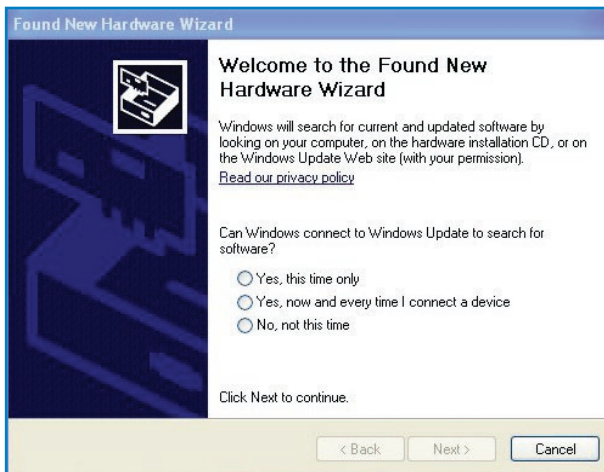 Found New Hardware Wizard
Welcome to the Found New
Hardware Wizard
Windows will search for current and updated software by
looking on your computer, on the hardware installation CD, or on
the Windows Update Web site (with your permission).
Read our privacy policy
Can Windows connect to Windows Update to search for
software?
Yes, this time only
Yes, now and every time I connect a device
No, not this time
Click Next to continue.
< Back Next > Cancel